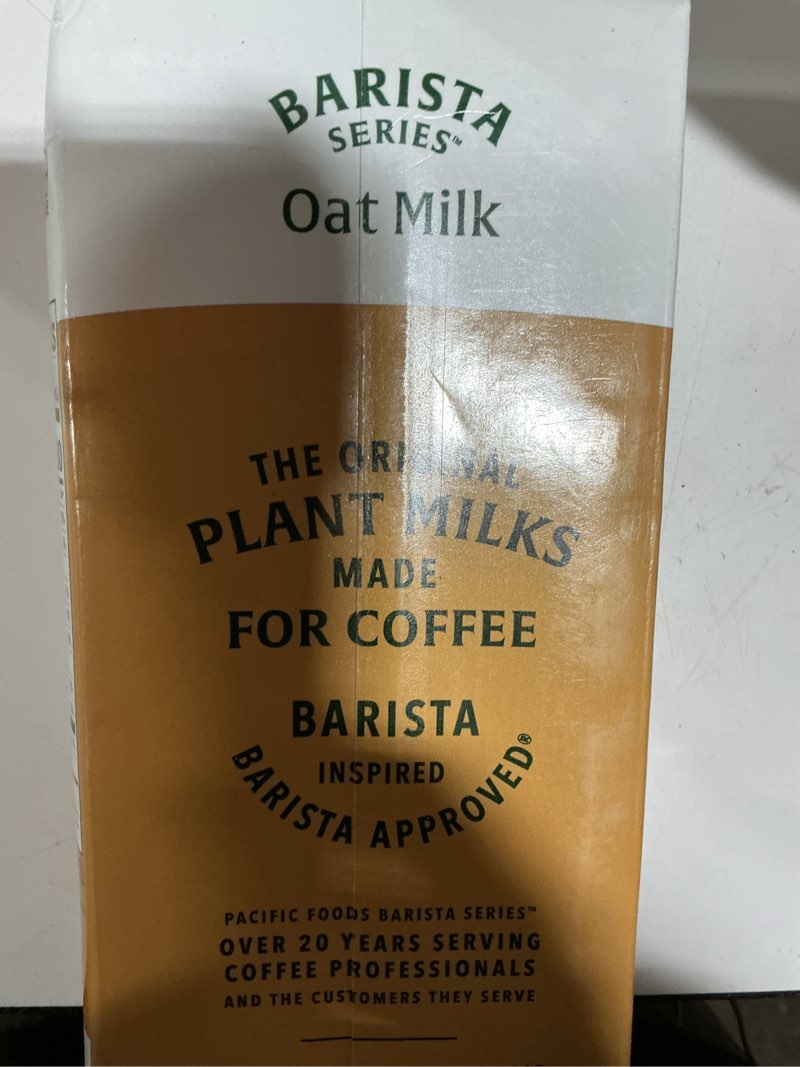 BARISTA
SERIES™
Oat Milk
THE ORIGINAL
PLANT MILKS
MADE
FOR COFFEE
BARISTA
INSPIRED
BARISTA APPROVED®
PACIFIC FOODS BARISTA SERIES™
OVER 20 YEARS SERVING
COFFEE PROFESSIONALS
AND THE CUSTOMERS THEY SERVE